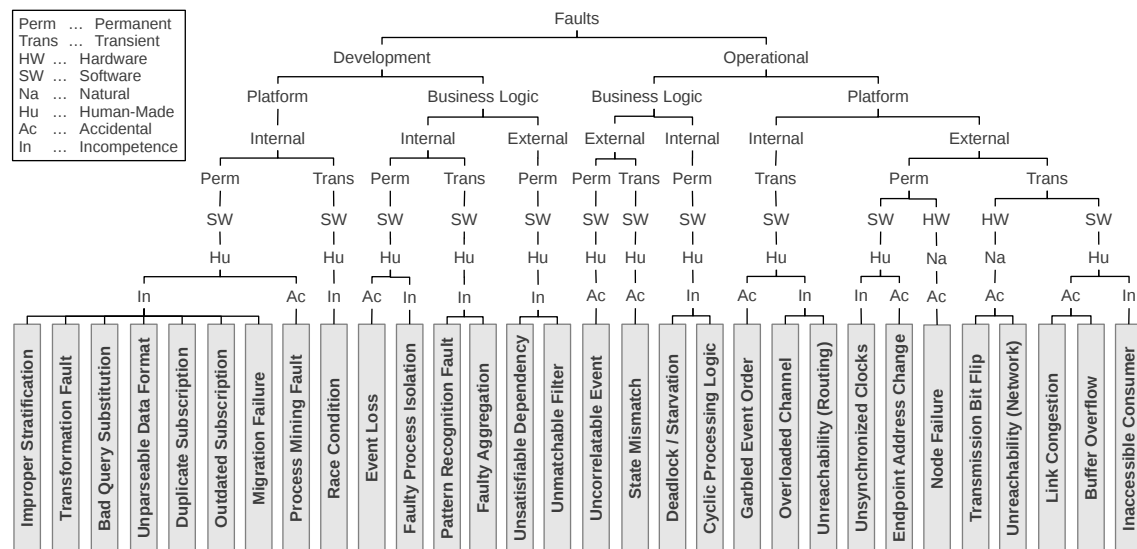 Perm … Permanent
Trans … Transient
HW … Hardware
SW … Software
Na … Natural
Hu … Human-Made
Ac … Accidental
In … Incompetence
Faults
Development Operational
Platform Business Logic Business Logic Platform
Internal Internal External External Internal Internal External
Perm Trans Perm Trans Perm Perm Trans Perm Trans Perm Trans
SW SW SW SW SW SW SW SW SW SW HW HW SW
Hu Hu Hu Hu Hu Hu Hu Hu Hu Hu Na Na Hu
In Ac In Ac In In In Ac Ac In Ac In In Ac Ac Ac Ac In
Improper Stratification
Transformation Fault
Bad Query Substitution
Unparseable Data Format
Duplicate Subscription
Outdated Subscription
Migration Failure
Process Mining Fault
Race Condition
Event Loss
Faulty Process Isolation
Pattern Recognition Fault
Faulty Aggregation
Unsatisfiable Dependency
Unmatchable Filter
Uncorrelatable Event
State Mismatch
Deadlock / Starvation
Cyclic Processing Logic
Garbled Event Order
Overloaded Channel
Unreachability (Routing)
Unsynchronized Clocks
Endpoint Address Change
Node Failure
Transmission Bit Flip
Unreachability (Network)
Link Congestion
Buffer Overflow
Inaccessible Consumer